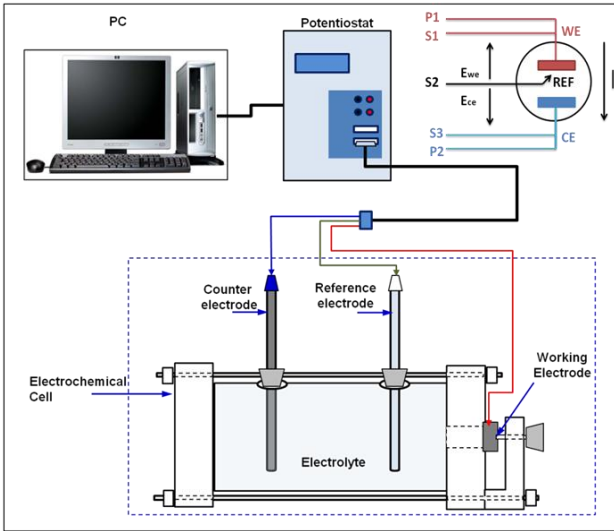 PC
Potentiostat
P1
S1
WE
S2
Ewe
REF
I
Ece
S3
P2
CE
Counter
electrode
Reference
electrode
Working
Electrode
Electrochemical
Cell
Electrolyte